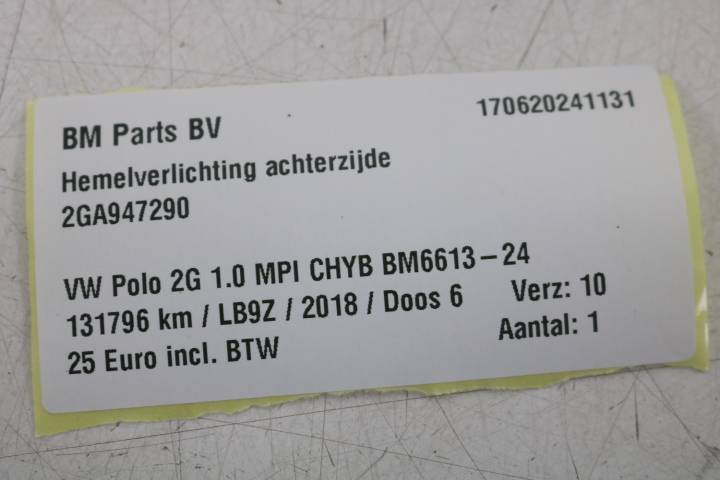 BM Parts BV
170620241131
Hemelverlichting achterzijde
2GA947290
VW Polo 2G 1.0 MPI CHYB BM6613-24
131796 km / LB9Z / 2018 / Doos 6 Verz: 10
25 Euro incl. BTW Aantal: 1